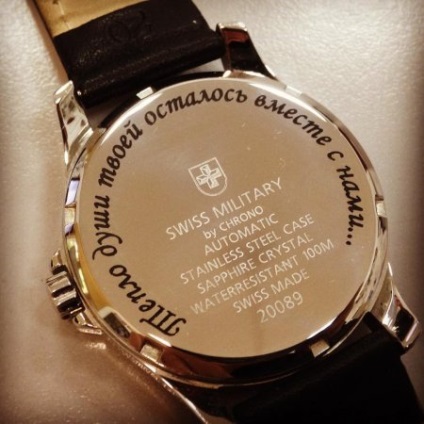 Тепло души твоей осталось вместе с нами...
SWISS MILITARY
by CHRONO
AUTOMATIC
STAINLESS STEEL CASE
SAPPHIRE CRYSTAL
WATERRESISTANT 100M
SWISS MADE
20089